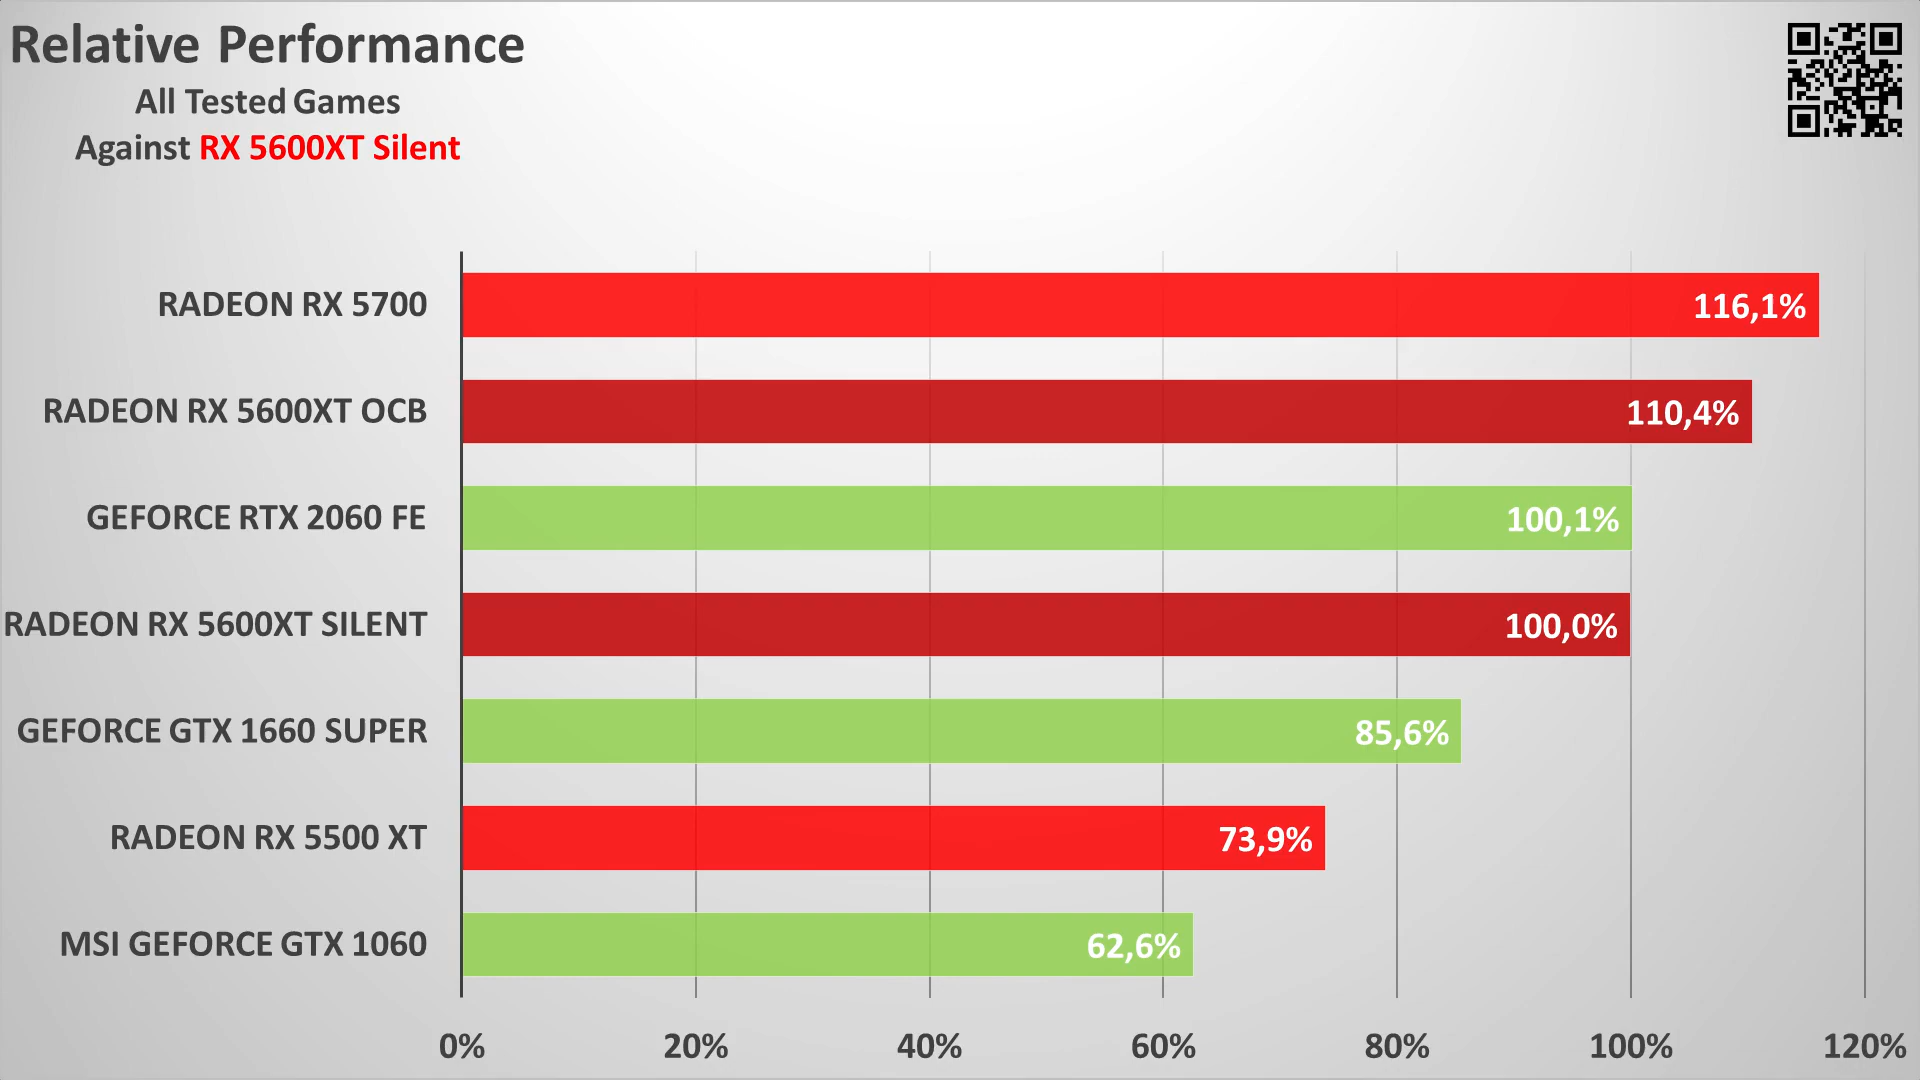 Relative Performance
All Tested Games
Against RX 5600XT Silent
RADEON RX 5700
116,1%
RADEON RX 5600XT OCB
110,4%
GEFORCE RTX 2060 FE
100,1%
RADEON RX 5600XT SILENT
100,0%
GEFORCE GTX 1660 SUPER
85,6%
RADEON RX 5500 XT
73,9%
MSI GEFORCE GTX 1060
62,6%
0% 20% 40% 60% 80% 100% 120%